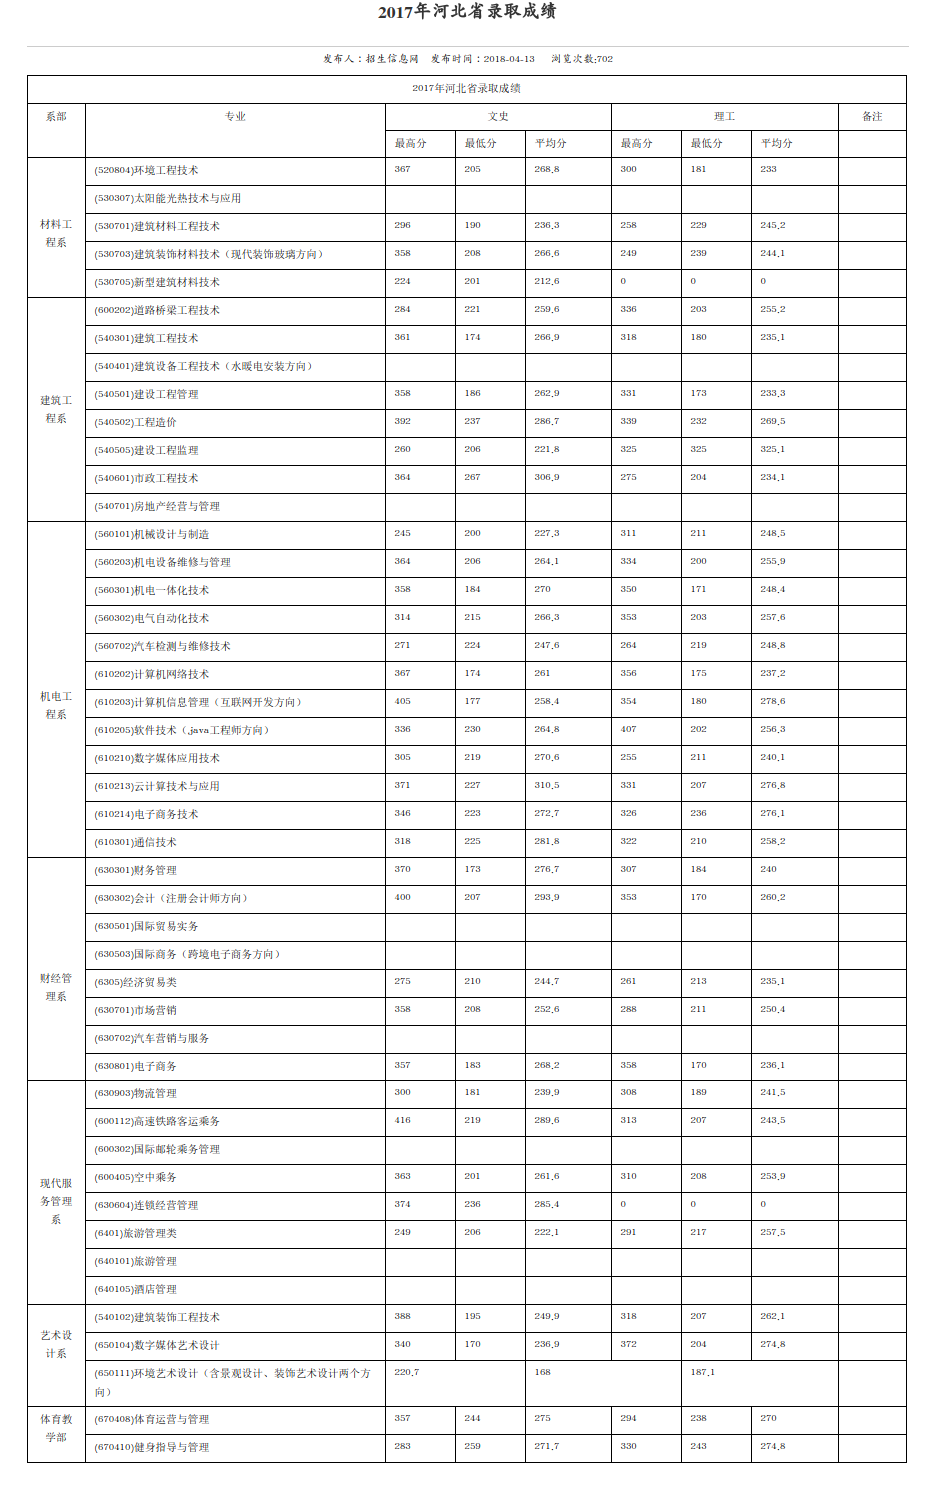 2017年河北省录取成绩
发布人：招生信息网 发布时间：2018-04-13 浏览次数:702
2017年河北省录取成绩
系部 专业 文史 理工 备注
最高分 最低分 平均分 最高分 最低分 平均分
材料工程系
(520804)环境工程技术 367 205 268.8 300 181 233
(530307)太阳能光热技术与应用
(530701)建筑材料工程技术 296 190 236.3 258 229 245.2
(530703)建筑装饰材料技术（现代装饰玻璃方向） 358 208 266.6 249 239 244.1
(530705)新型建筑材料技术 224 201 212.6 0 0 0
建筑工程系
(600202)道路桥梁工程技术 284 221 259.6 336 203 255.2
(540301)建筑工程技术 361 174 266.9 318 180 235.1
(540401)建筑设备工程技术（水暖电安装方向）
(540501)建设工程管理 358 186 262.9 331 173 233.3
(540502)工程造价 392 237 286.7 339 232 269.5
(540505)建设工程监理 260 206 221.8 325 325 325.1
(540601)市政工程技术 364 267 306.9 275 204 234.1
(540701)房地产经营与管理
机电工程系
(560101)机械设计与制造 245 200 227.3 311 211 248.5
(560203)机电设备维修与管理 364 206 264.1 334 200 255.9
(560301)机电一体化技术 358 184 270 350 171 248.4
(560302)电气自动化技术 314 215 266.3 353 203 257.6
(560702)汽车检测与维修技术 271 224 247.6 264 219 248.8
(610202)计算机网络技术 367 174 261 356 175 237.2
(610203)计算机信息管理（互联网开发方向） 405 177 258.4 354 180 278.6
(610205)软件技术（.java工程师方向） 336 230 264.8 407 202 256.3
(610210)数字媒体应用技术 305 219 270.6 255 211 240.1
(610213)云计算技术与应用 371 227 310.5 331 207 276.8
(610214)电子商务技术 346 223 272.7 326 236 276.1
(610301)通信技术 318 225 281.8 322 210 258.2
财经管理系
(630301)财务管理 370 173 276.7 307 184 240
(630302)会计（注册会计师方向） 400 207 293.9 353 170 260.2
(630501)国际贸易实务
(630503)国际商务（跨境电子商务方向）
(6305)经济贸易类 275 210 244.7 261 213 235.1
(630701)市场营销 358 208 252.6 288 211 250.4
(630702)汽车营销与服务
(630801)电子商务 357 183 268.2 358 170 236.1
现代服务管理系
(630903)物流管理 300 181 239.9 308 189 241.5
(600112)高速铁路客运乘务 416 219 289.6 313 207 243.5
(600302)国际邮轮乘务管理
(600405)空中乘务 363 201 261.6 310 208 253.9
(630604)连锁经营管理 374 236 285.4 0 0 0
(6401)旅游管理类 249 206 222.1 291 217 257.5
(640101)旅游管理
(640105)酒店管理
艺术设计系
(540102)建筑装饰工程技术 388 195 249.9 318 207 262.1
(650104)数字媒体艺术设计 340 170 236.9 372 204 274.8
(650111)环境艺术设计（含景观设计、装饰艺术设计两个方向） 220.7 168 187.1
体育教学部
(670408)体育运营与管理 357 244 275 294 238 270
(670410)健身指导与管理 283 259 271.7 330 243 274.8